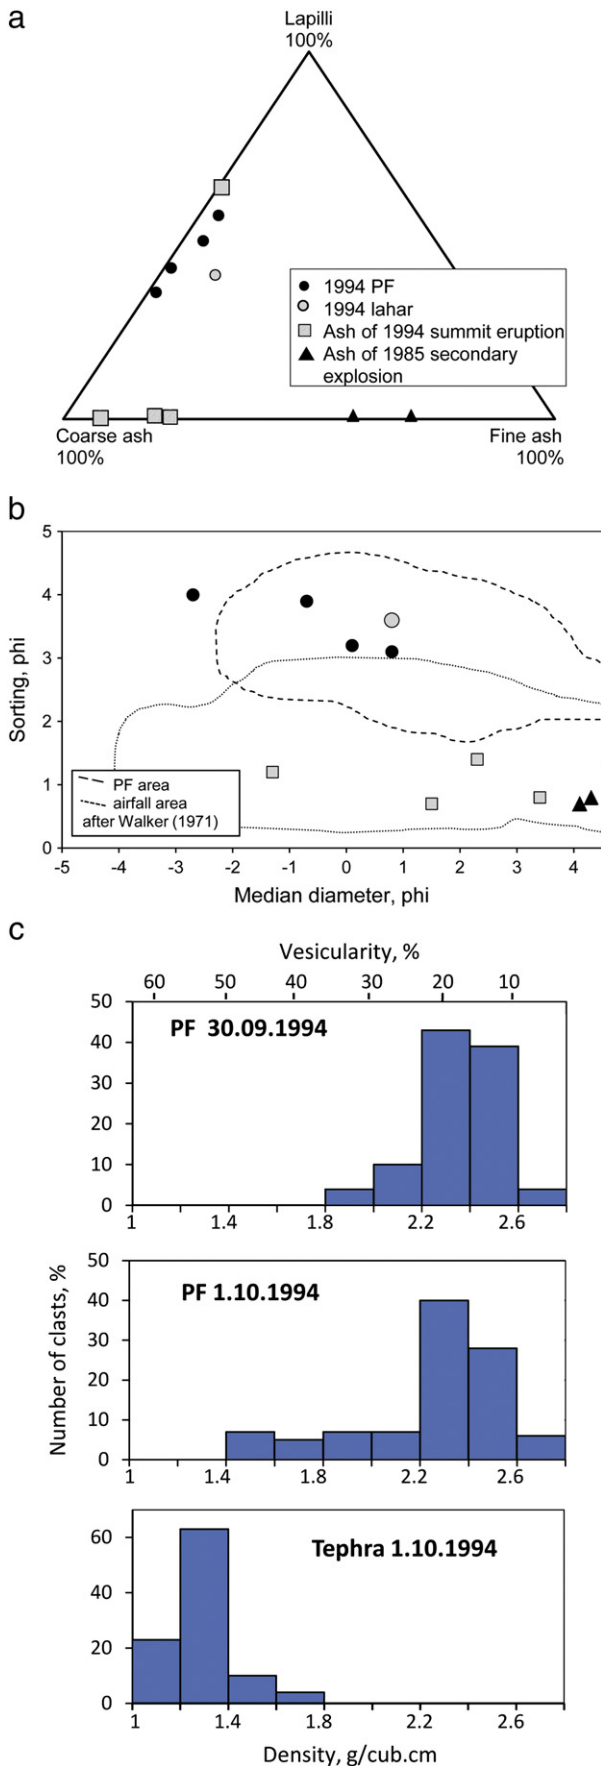 a
Lapilli
100%
1994 PF
1994 lahar
Ash of 1994 summit eruption
Ash of 1985 secondary
explosion
Coarse ash
100%
Fine ash
100%
b
5
4
3
2
1
0
Sorting, phi
PF area
airfall area
after Walker (1971)
-5 -4 -3 -2 -1 0 1 2 3 4
Median diameter, phi
c
Vesicularity, %
60 50 40 30 20 10
50
40
30
20
10
0
PF 30.09.1994
1 1.4 1.8 2.2 2.6
50
40
30
20
10
0
PF 1.10.1994
Number of clasts, %
1 1.4 1.8 2.2 2.6
60
40
20
0
Tephra 1.10.1994
1 1.4 1.8 2.2 2.6
Density, g/cub.cm